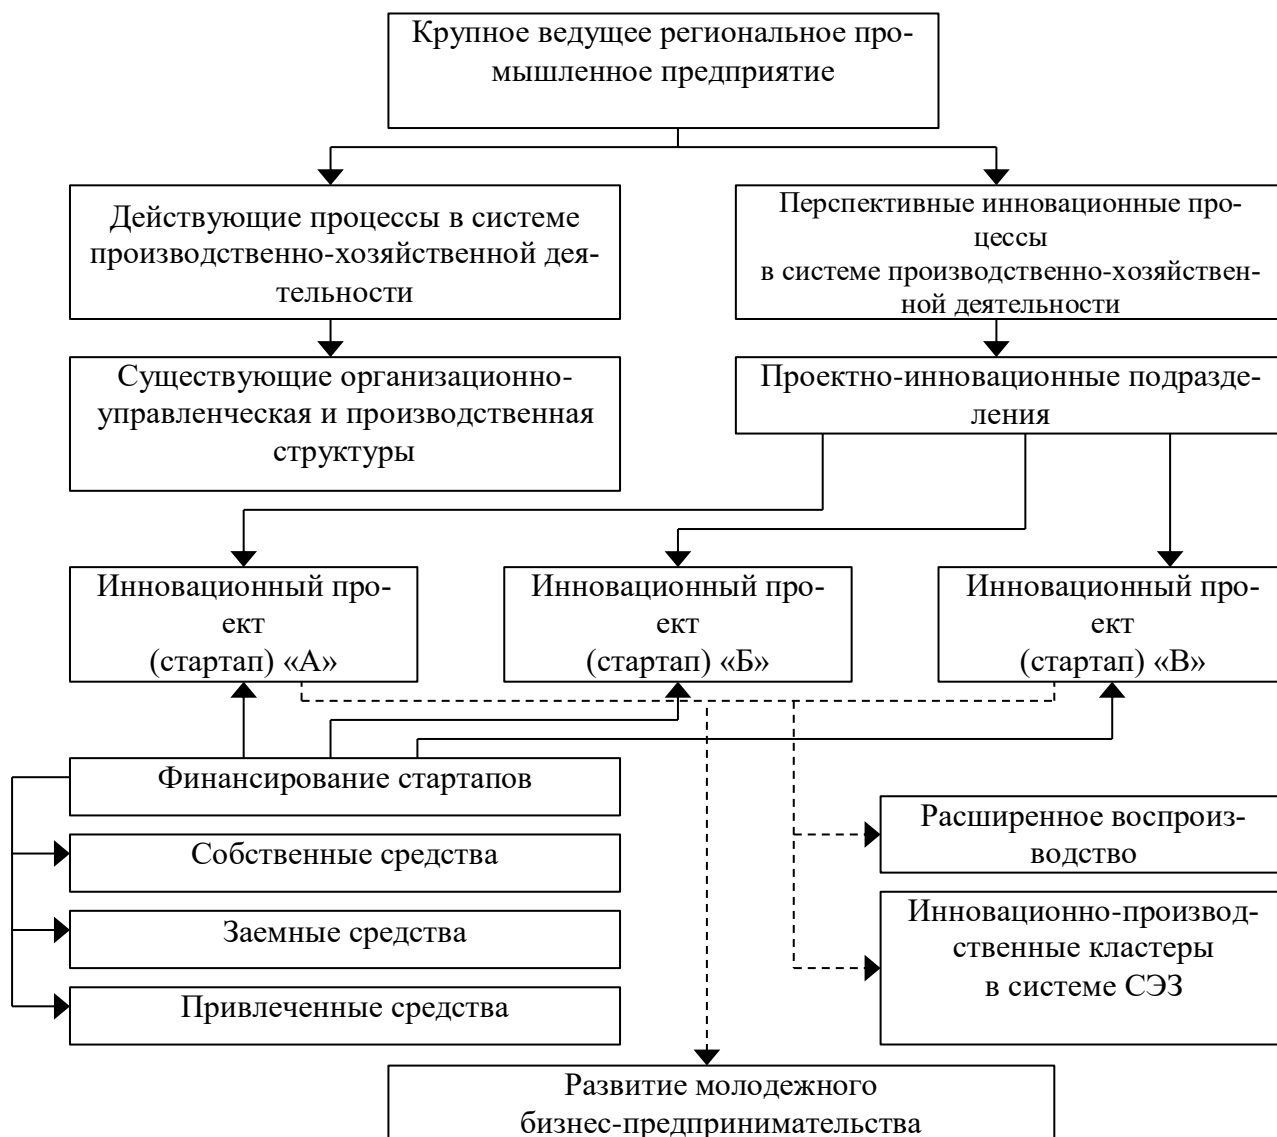 Крупное ведущее региональное про-
мышленное предприятие
Действующие процессы в системе
производственно-хозяйственной дея-
тельности
Перспективные инновационные про-
цессы
в системе производственно-хозяйствен-
ной деятельности
Существующие организационно-
управленческая и производственная
структуры
Проектно-инновационные подразде-
ления
Инновационный про-
ект
(стартап) «А»
Инновационный про-
ект
(стартап) «Б»
Инновационный про-
ект
(стартап) «В»
Финансирование стартапов
Собственные средства
Заемные средства
Привлеченные средства
Расширенное воспроиз-
водство
Инновационно-производ-
ственные кластеры
в системе СЭЗ
Развитие молодежного
бизнес-предпринимательства